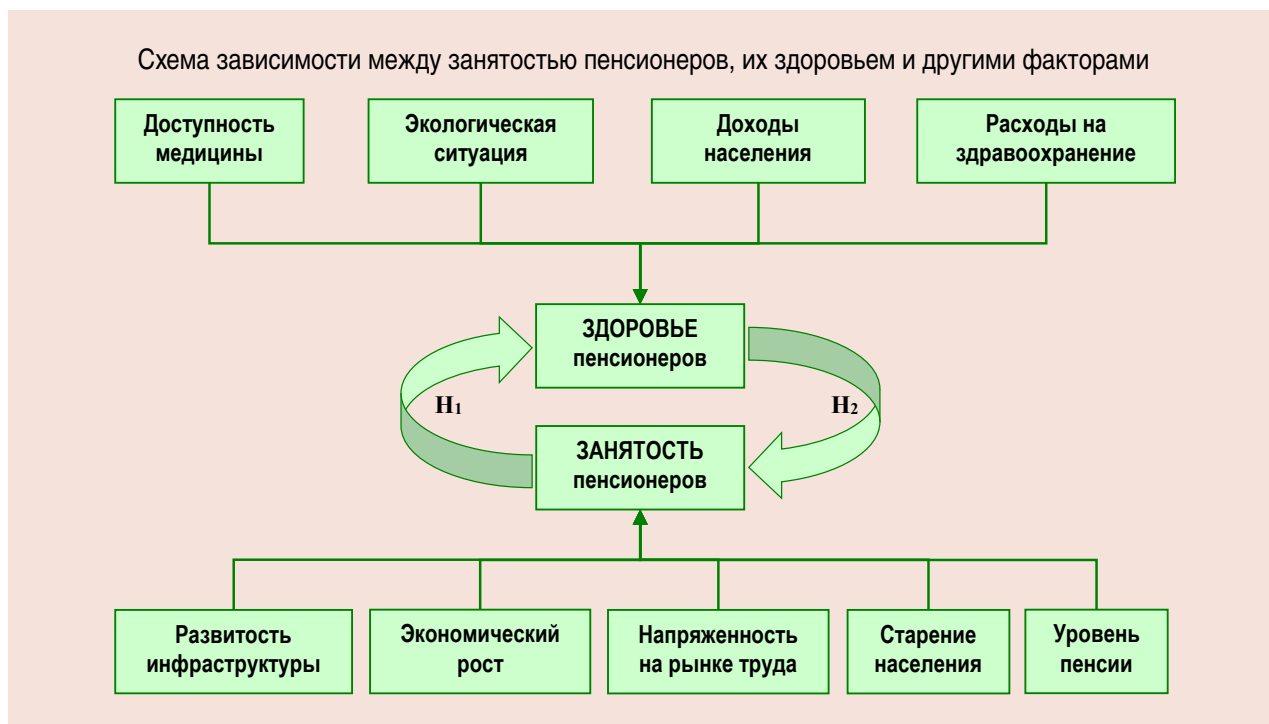 Схема зависимости между занятостью пенсионеров, их здоровьем и другими факторами
Доступность
медицины
Экологическая
ситуация
Доходы
населения
Расходы на
здравоохранение
ЗДОРОВЬЕ
пенсионеров
H1
H2
ЗАНЯТОСТЬ
пенсионеров
Развитость
инфраструктуры
Экономический
рост
Напряженность
на рынке труда
Старение
населения
Уровень
пенсии